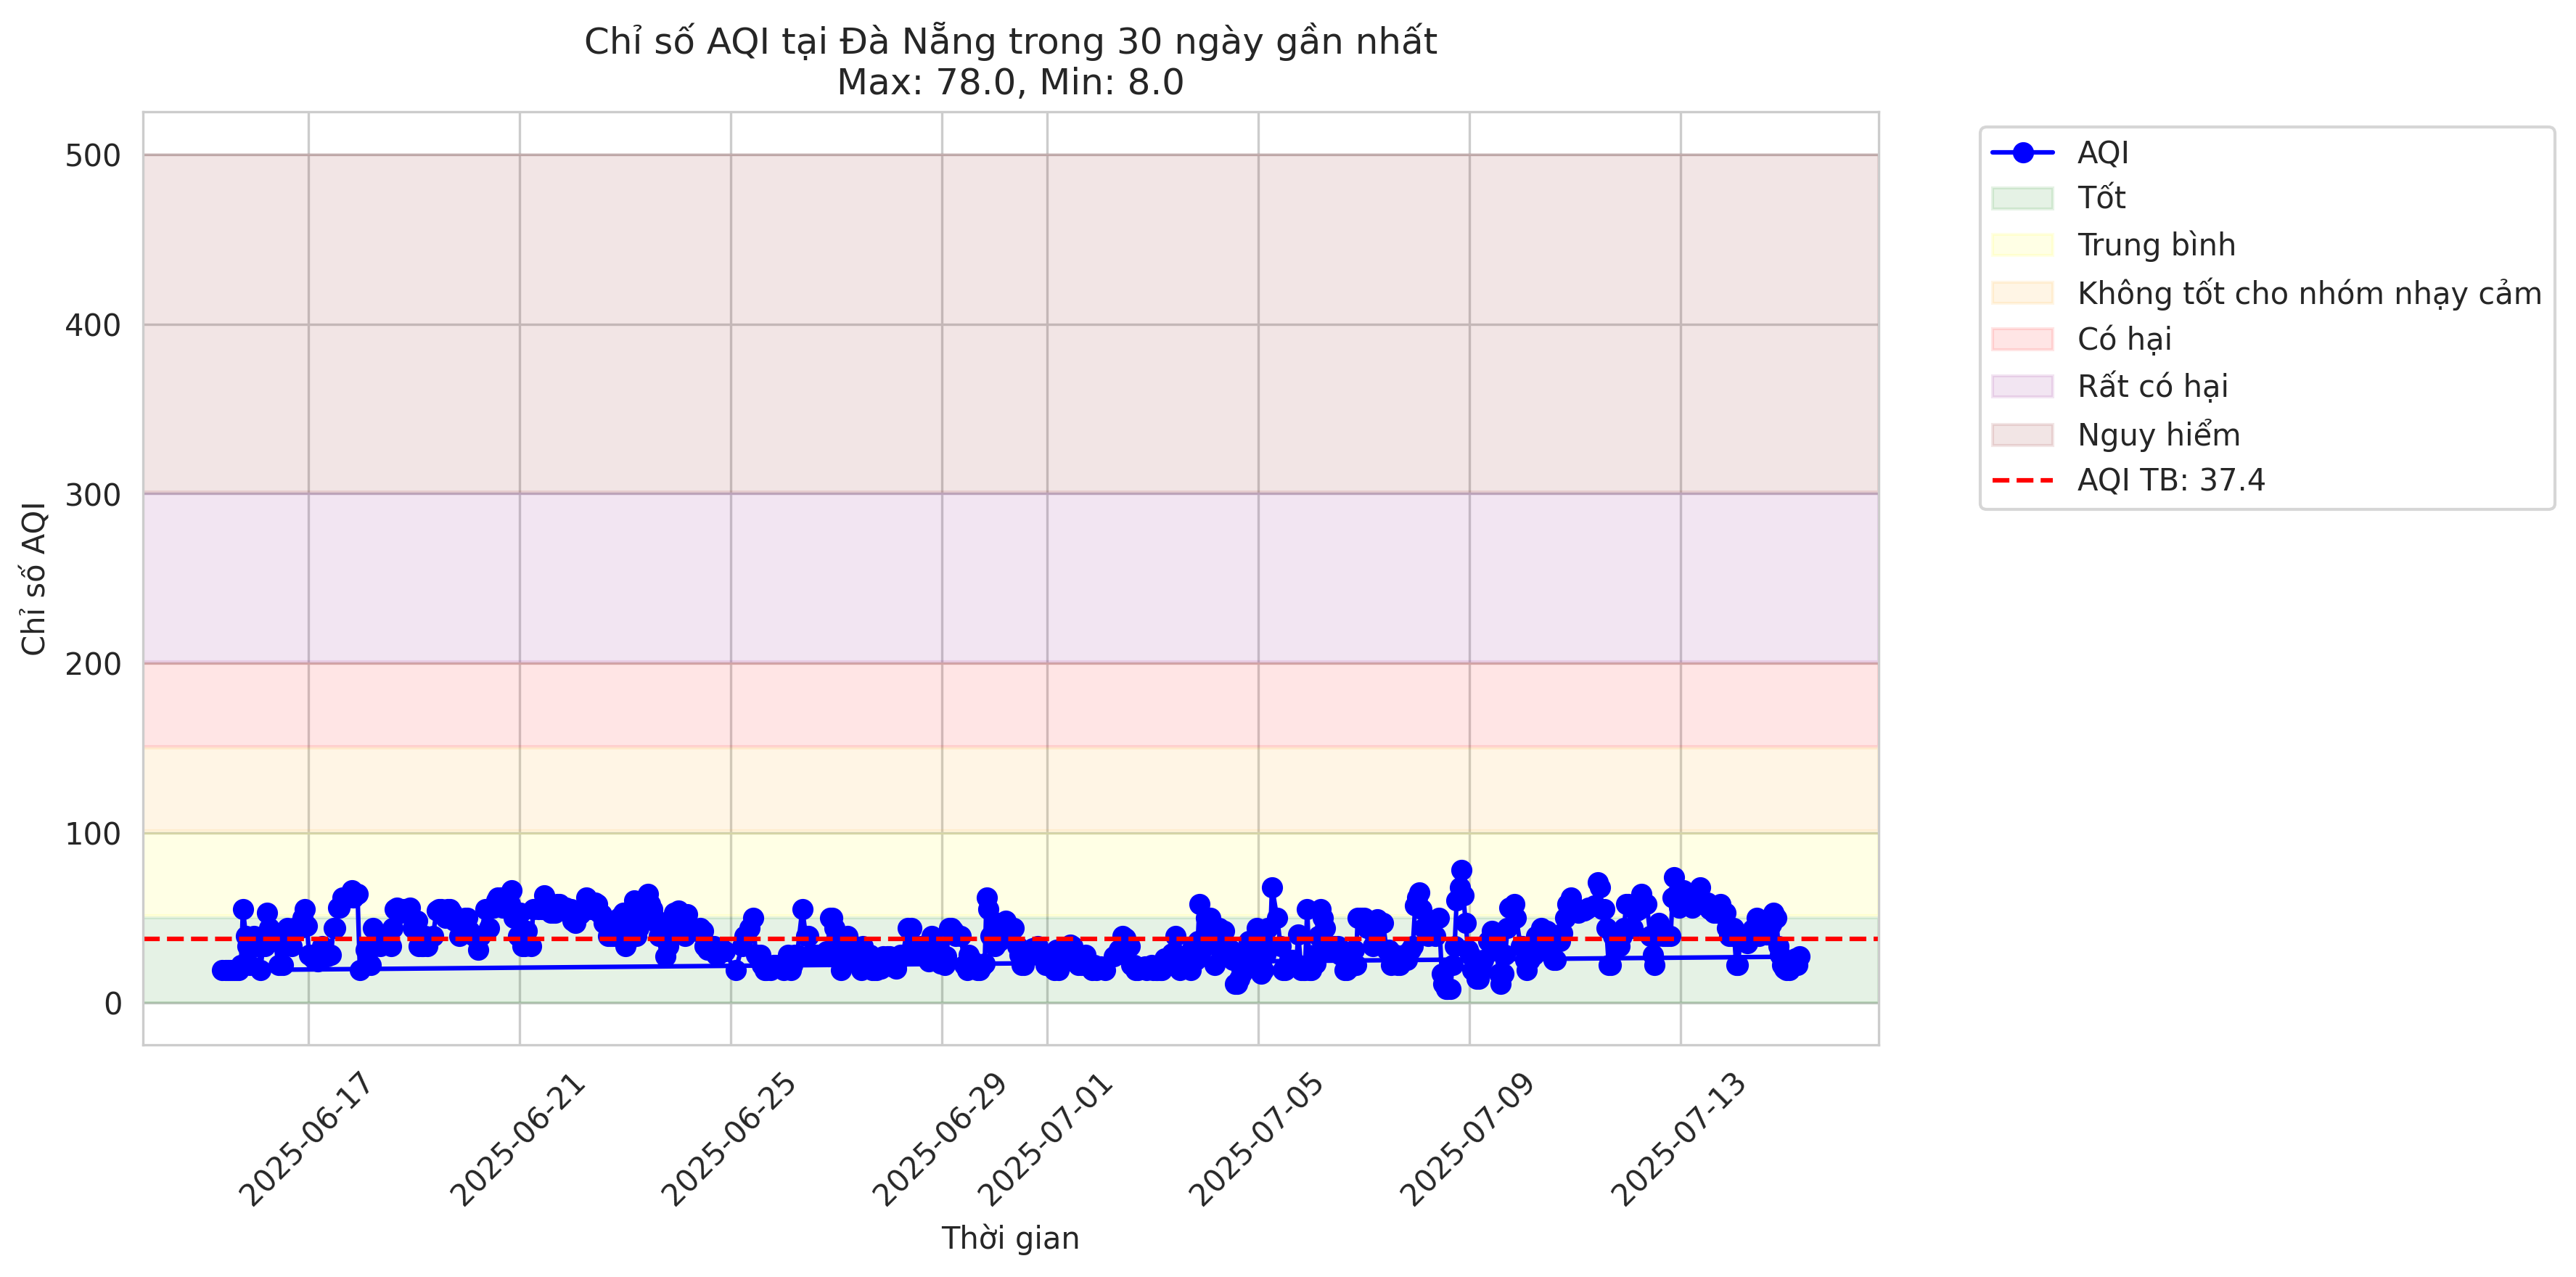 Chỉ số AQI tại Đà Nẵng trong 30 ngày gần nhất
Max: 78.0, Min: 8.0
Chỉ số AQI
500
400
300
200
100
0
2025-06-17
2025-06-21
2025-06-25
2025-06-29
2025-07-01
2025-07-05
2025-07-09
2025-07-13
Thời gian
AQI
Tốt
Trung bình
Không tốt cho nhóm nhạy cảm
Có hại
Rất có hại
Nguy hiểm
AQI TB: 37.4